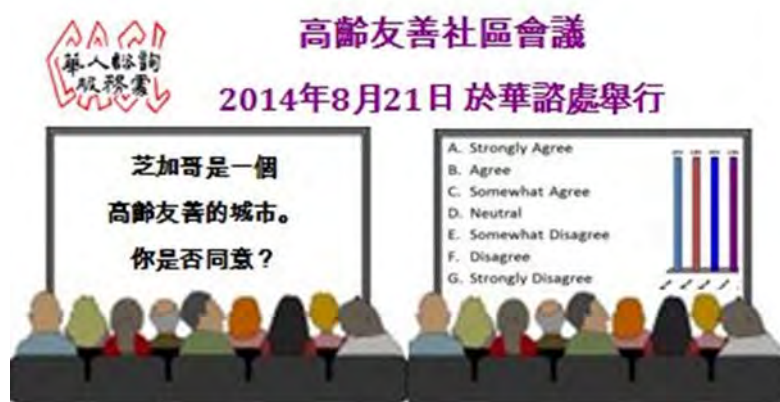 華人諮詢
服務處
高齡友善社區會議
2014年8月21日 於華諮處舉行
芝加哥是一個
高齡友善的城市。
你是否同意？
A. Strongly Agree
B. Agree
C. Somewhat Agree
D. Neutral
E. Somewhat Disagree
F. Disagree
G. Strongly Disagree